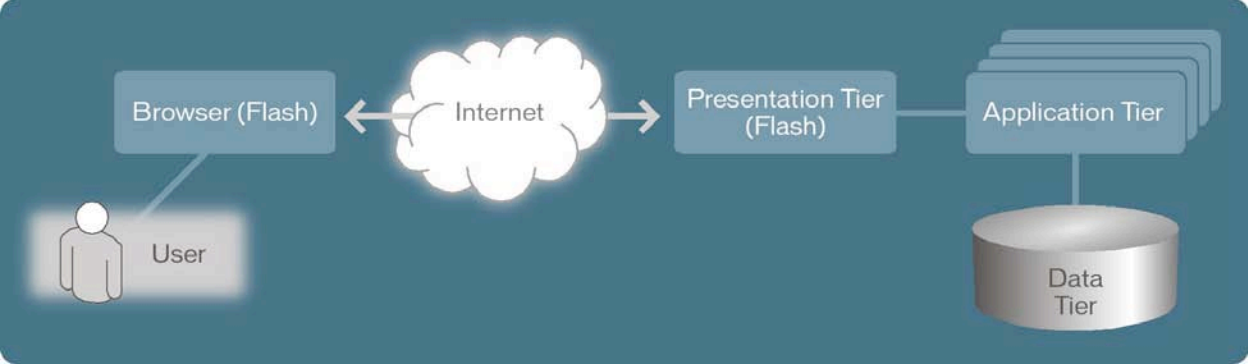 Browser (Flash)
Internet
Presentation Tier
(Flash)
Application Tier
User
Data
Tier